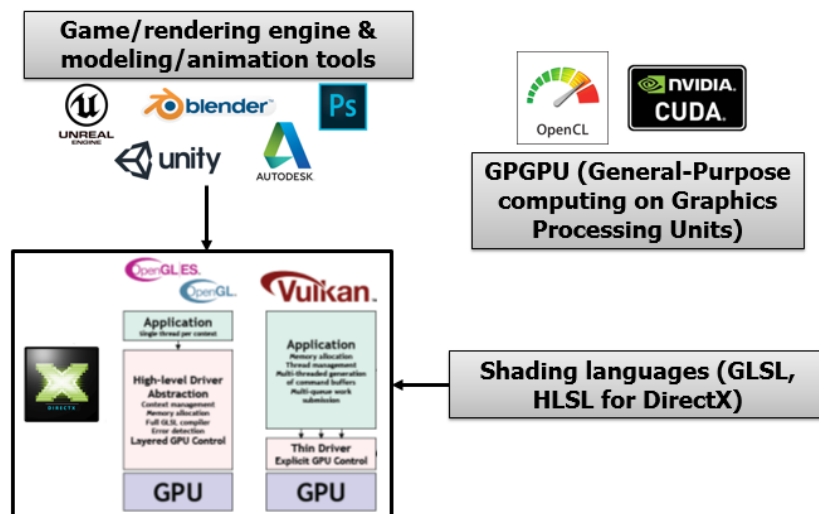 Game/rendering engine &
modeling/animation tools
UNREAL
ENGINE
blender™
Ps
unity
AUTODESK
OpenCL
NVIDIA.
CUDA.
GPGPU (General-Purpose
computing on Graphics
Processing Units)
OpenGL|ES.
OpenGL.
Vulkan™
DIRECTX
Application
Single thread per context
High-level Driver
Abstraction
Context management
Memory allocation
Full GLSL compiler
Error detection
Layered GPU Control
GPU
Application
Memory allocation
Thread management
Multi-threaded generation
of command buffers
Multi-queue work
submission
Thin Driver
Explicit GPU Control
GPU
Shading languages (GLSL,
HLSL for DirectX)